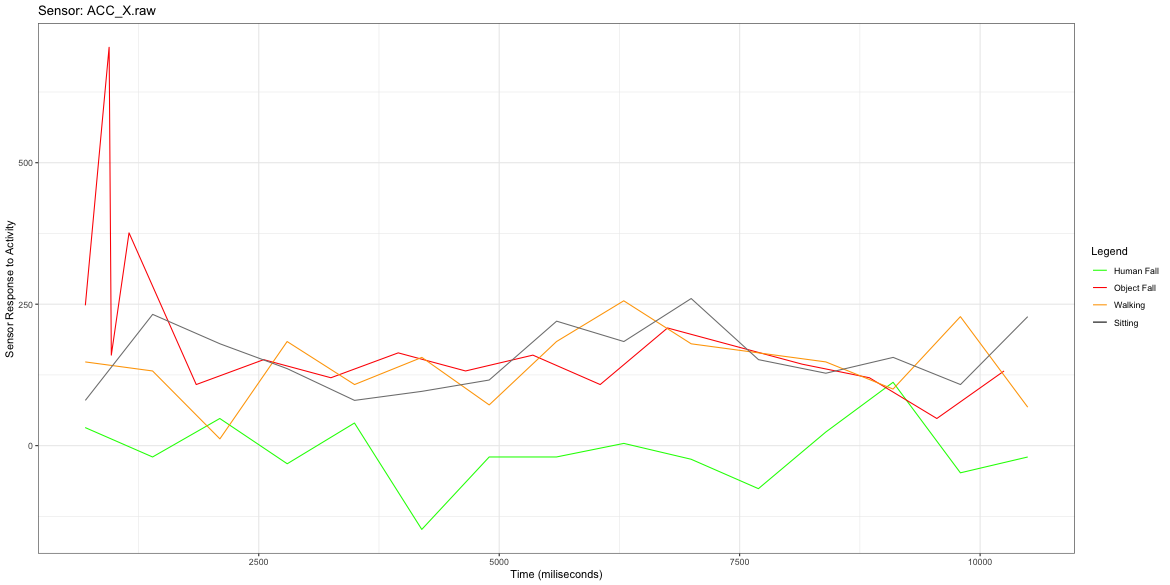 Sensor: ACC_X.raw
Sensor Response to Activity
500
250
0
2500
5000
7500
10000
Time (miliseconds)
Legend
Human Fall
Object Fall
Walking
Sitting